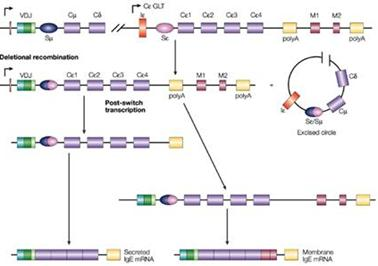 VDJ Cμ Cδ Cε GLT
Iε Cε1 Cε2 Cε3 Cε4 M1 M2
Sμ Sε polyA polyA
Deletional recombination
VDJ Cε1 Cε2 Cε3 Cε4 M1 M2
polyA polyA
Post-switch
transcription
Cδ
Iε
Cμ
Sε/Sμ
Excised circle
Secreted
IgE mRNA
Membrane
IgE mRNA